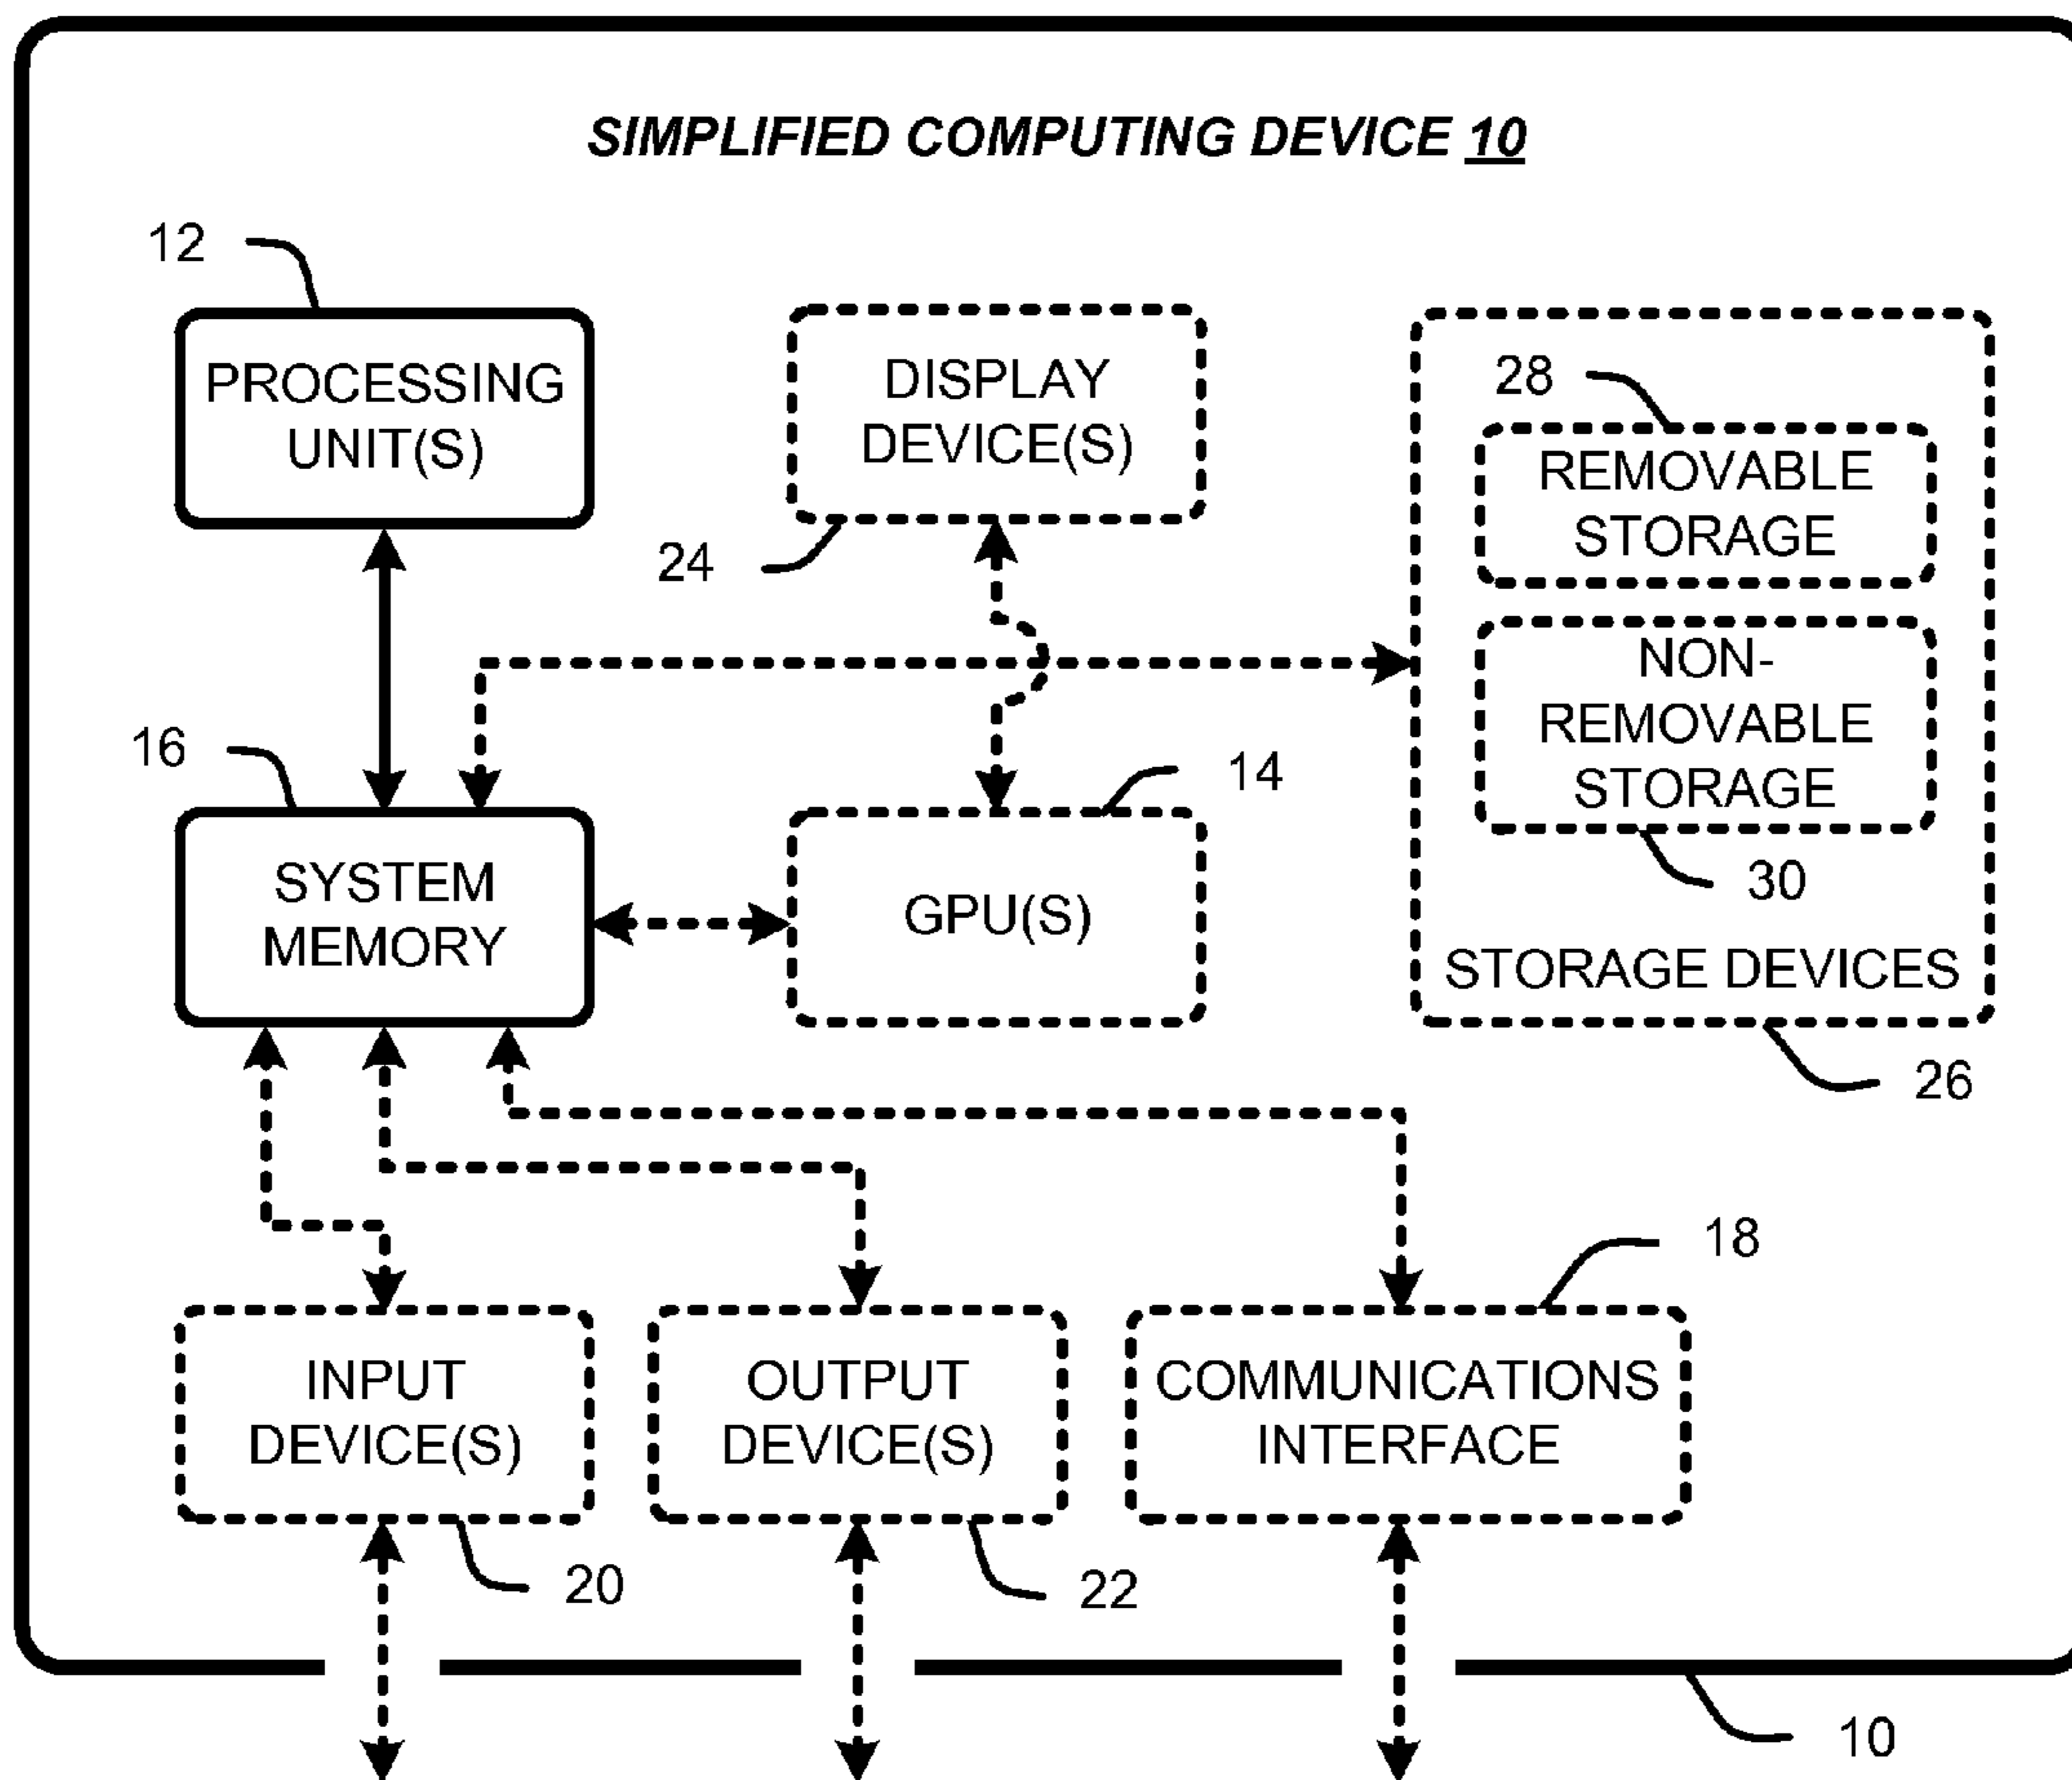 SIMPLIFIED COMPUTING DEVICE 10
12
PROCESSING
UNIT(S)
DISPLAY
DEVICE(S)
24
28
REMOVABLE
STORAGE
NON-
REMOVABLE
STORAGE
30
STORAGE DEVICES
26
16
SYSTEM
MEMORY
14
GPU(S)
18
INPUT
DEVICE(S)
20
OUTPUT
DEVICE(S)
22
COMMUNICATIONS
INTERFACE
10